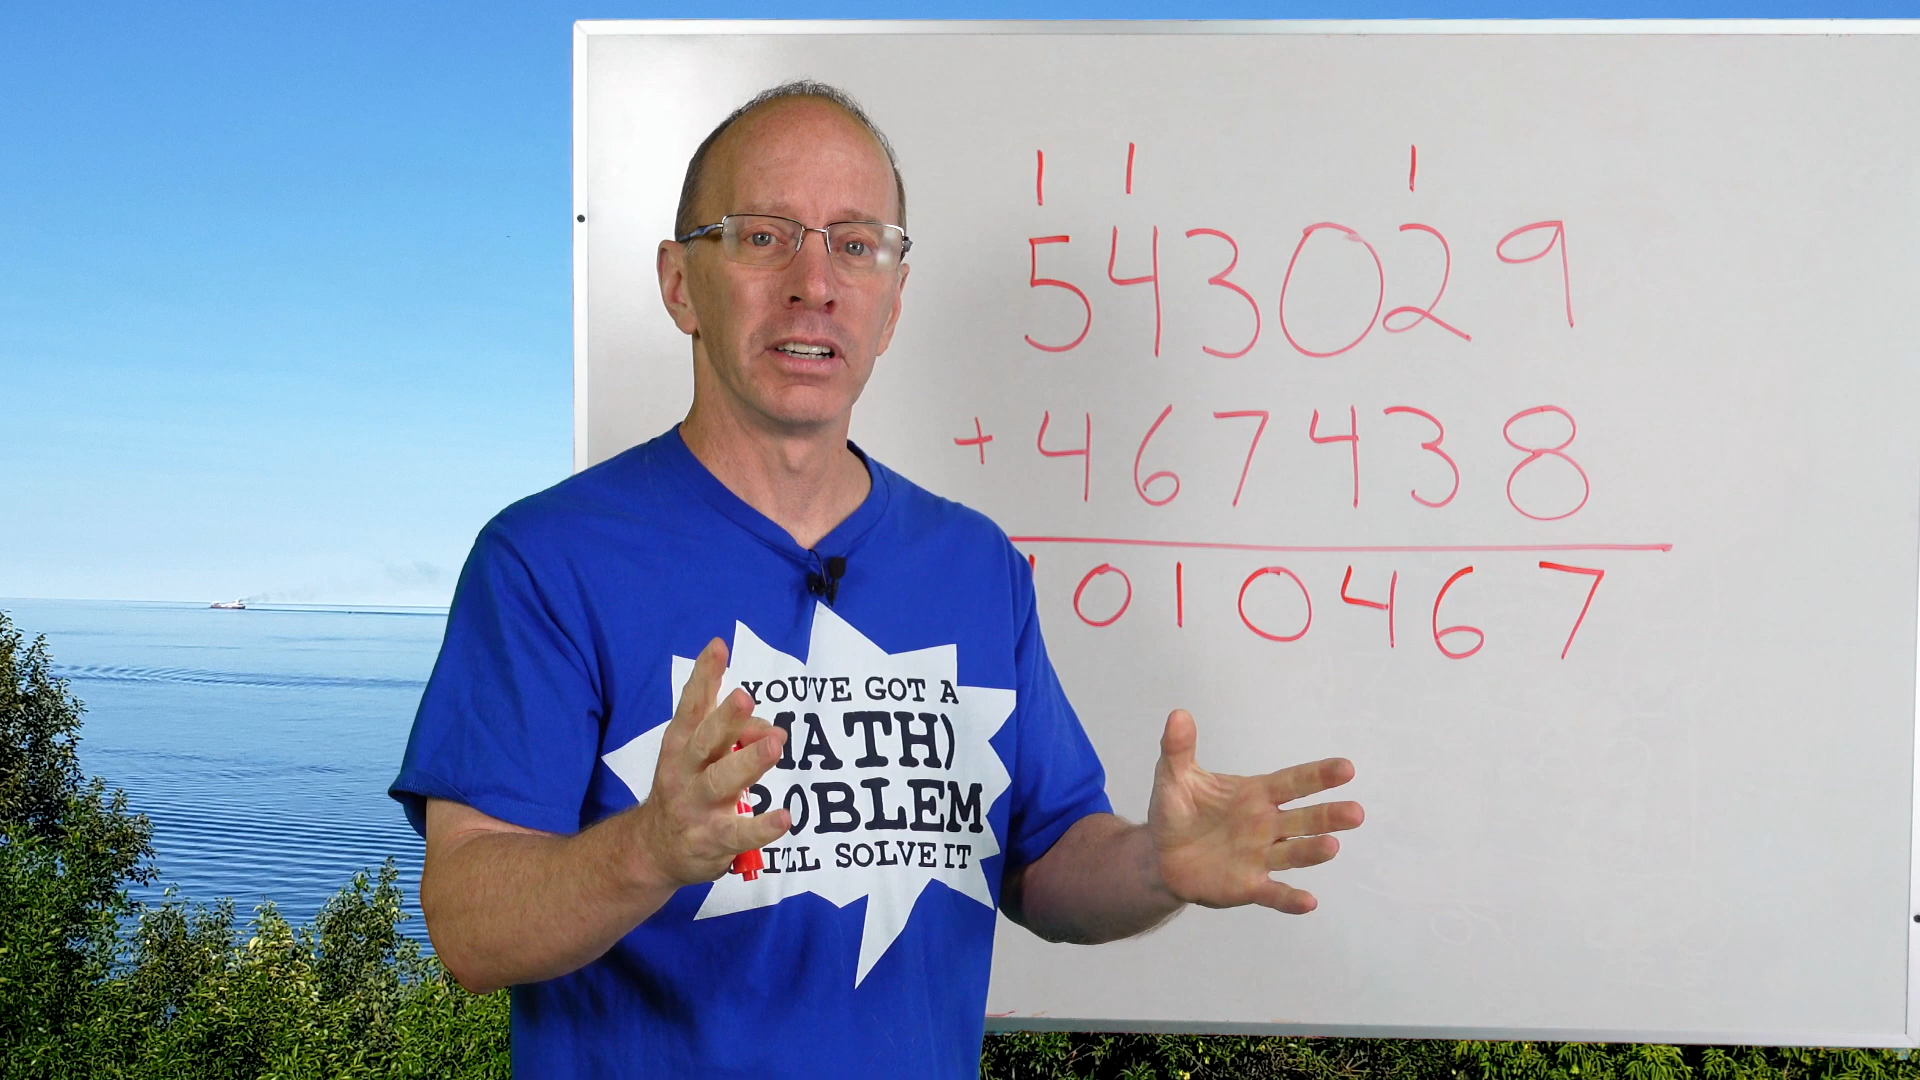 1 1 1
543029
+ 467438
1010467
YOU'VE GOT A
MATH)
PROBLEM
I'LL SOLVE IT